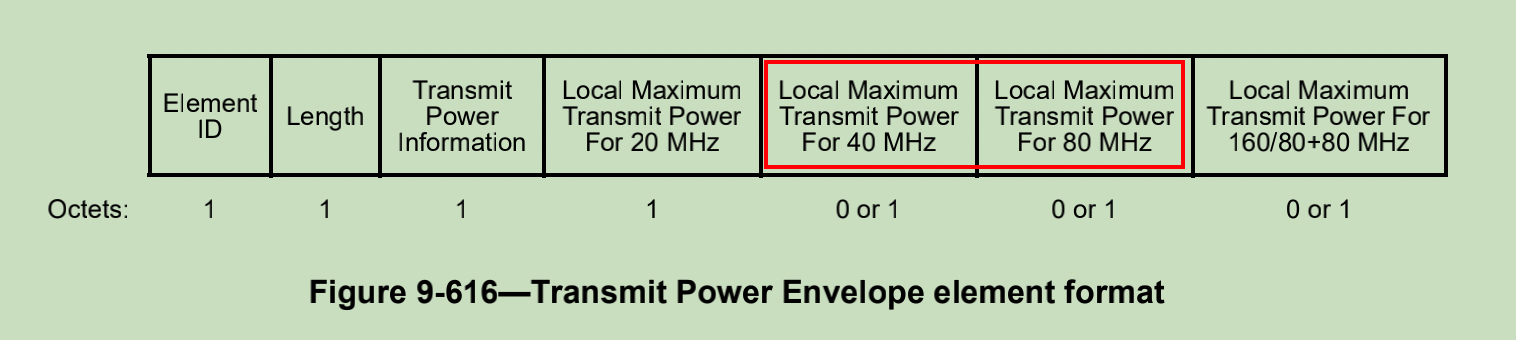 Element
ID
Length
Transmit
Power
Information
Local Maximum
Transmit Power
For 20 MHz
Local Maximum
Transmit Power
For 40 MHz
Local Maximum
Transmit Power
For 80 MHz
Local Maximum
Transmit Power For
160/80+80 MHz
Octets: 1 1 1 1 0 or 1 0 or 1 0 or 1
Figure 9-616—Transmit Power Envelope element format